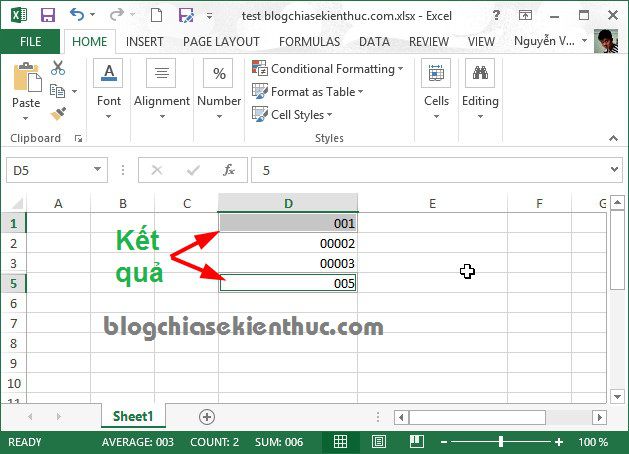 test blogchiasekienthuc.com.xlsx - Excel
FILE HOME INSERT PAGE LAYOUT FORMULAS DATA REVIEW VIEW Nguyễn V...
Paste
Clipboard
Font
Alignment
%
Number
Conditional Formatting
Format as Table
Cell Styles
Styles
Cells
Editing
D5 fx 5
A B C D E F G
1 001
2 00002
3 00003
5 005
6
7
8
9
10
11
Kết
quả
blogchiasekienthuc.com
Sheet1
READY AVERAGE: 003 COUNT: 2 SUM: 006 100 %